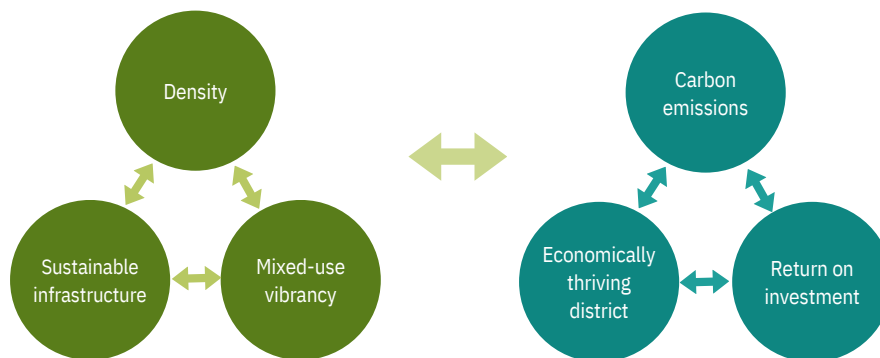 Density
Sustainable
infrastructure
Mixed-use
vibrancy
Carbon
emissions
Economically
thriving
district
Return on
investment